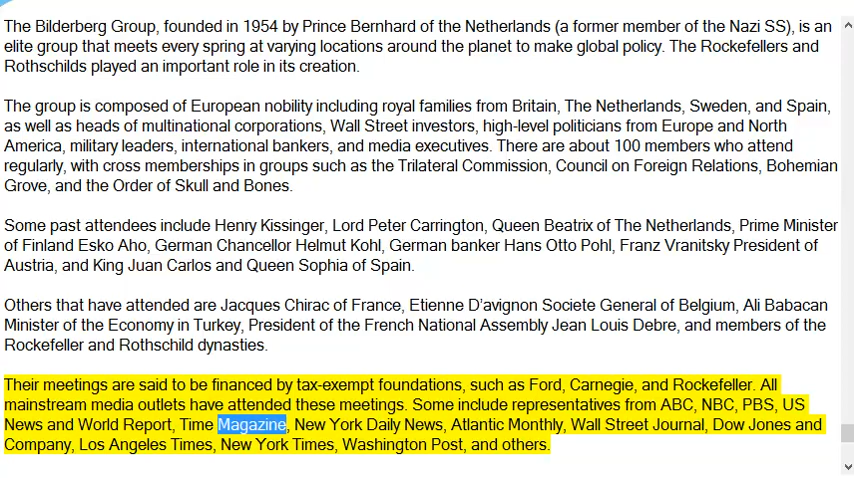 The Bilderberg Group, founded in 1954 by Prince Bernhard of the Netherlands (a former member of the Nazi SS), is an
elite group that meets every spring at varying locations around the planet to make global policy. The Rockefellers and
Rothschilds played an important role in its creation.
The group is composed of European nobility including royal families from Britain, The Netherlands, Sweden, and Spain,
as well as heads of multinational corporations, Wall Street investors, high-level politicians from Europe and North
America, military leaders, international bankers, and media executives. There are about 100 members who attend
regularly, with cross memberships in groups such as the Trilateral Commission, Council on Foreign Relations, Bohemian
Grove, and the Order of Skull and Bones.
Some past attendees include Henry Kissinger, Lord Peter Carrington, Queen Beatrix of The Netherlands, Prime Minister
of Finland Esko Aho, German Chancellor Helmut Kohl, German banker Hans Otto Pohl, Franz Vranitsky President of
Austria, and King Juan Carlos and Queen Sophia of Spain.
Others that have attended are Jacques Chirac of France, Etienne D'avignon Societe General of Belgium, Ali Babacan
Minister of the Economy in Turkey, President of the French National Assembly Jean Louis Debre, and members of the
Rockefeller and Rothschild dynasties.
Their meetings are said to be financed by tax-exempt foundations, such as Ford, Carnegie, and Rockefeller. All
mainstream media outlets have attended these meetings. Some include representatives from ABC, NBC, PBS, US
News and World Report, Time Magazine, New York Daily News, Atlantic Monthly, Wall Street Journal, Dow Jones and
Company, Los Angeles Times, New York Times, Washington Post, and others.